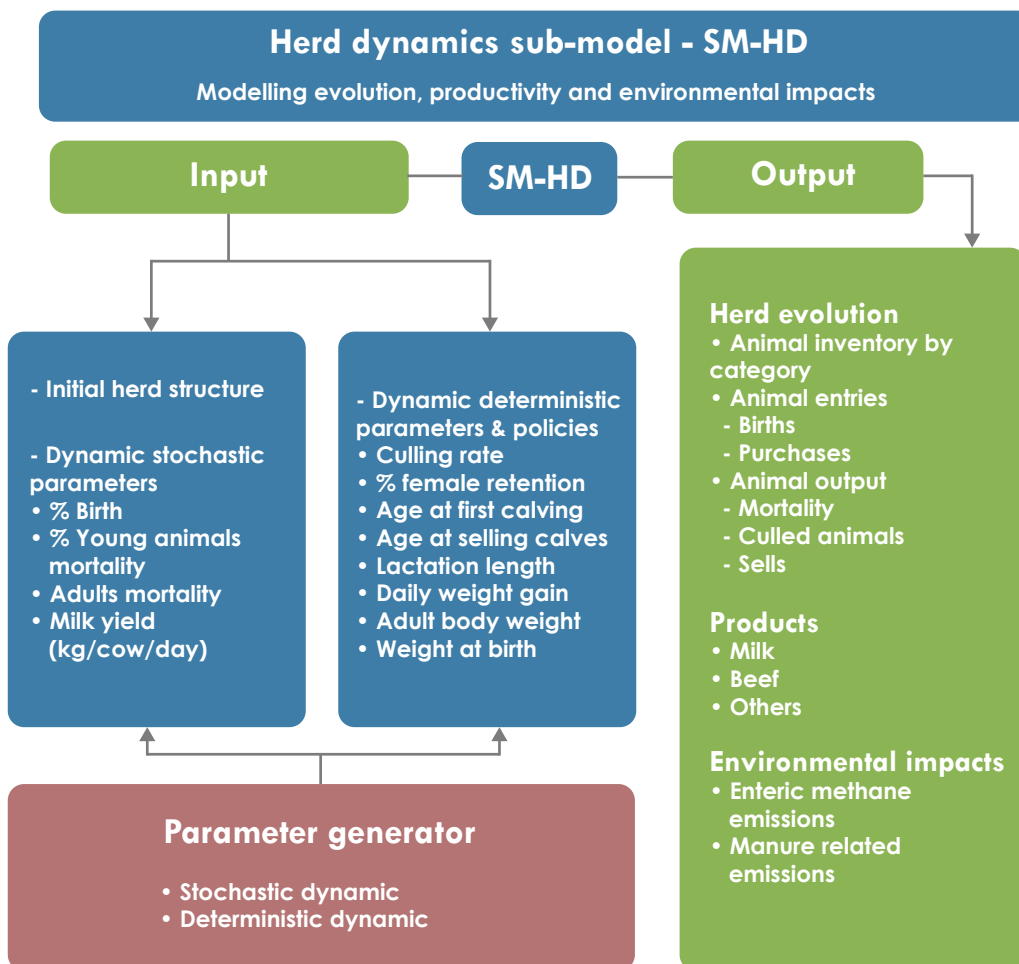 Herd dynamics sub-model - SM-HD
Modelling evolution, productivity and environmental impacts
Input
SM-HD
Output
- Initial herd structure
- Dynamic stochastic
parameters
• % Birth
• % Young animals
mortality
• Adults mortality
• Milk yield
(kg/cow/day)
- Dynamic deterministic
parameters & policies
• Culling rate
• % female retention
• Age at first calving
• Age at selling calves
• Lactation length
• Daily weight gain
• Adult body weight
• Weight at birth
Herd evolution
• Animal inventory by
category
• Animal entries
- Births
- Purchases
• Animal output
- Mortality
- Culled animals
- Sells
Products
• Milk
• Beef
• Others
Environmental impacts
• Enteric methane
emissions
• Manure related
emissions
Parameter generator
• Stochastic dynamic
• Deterministic dynamic